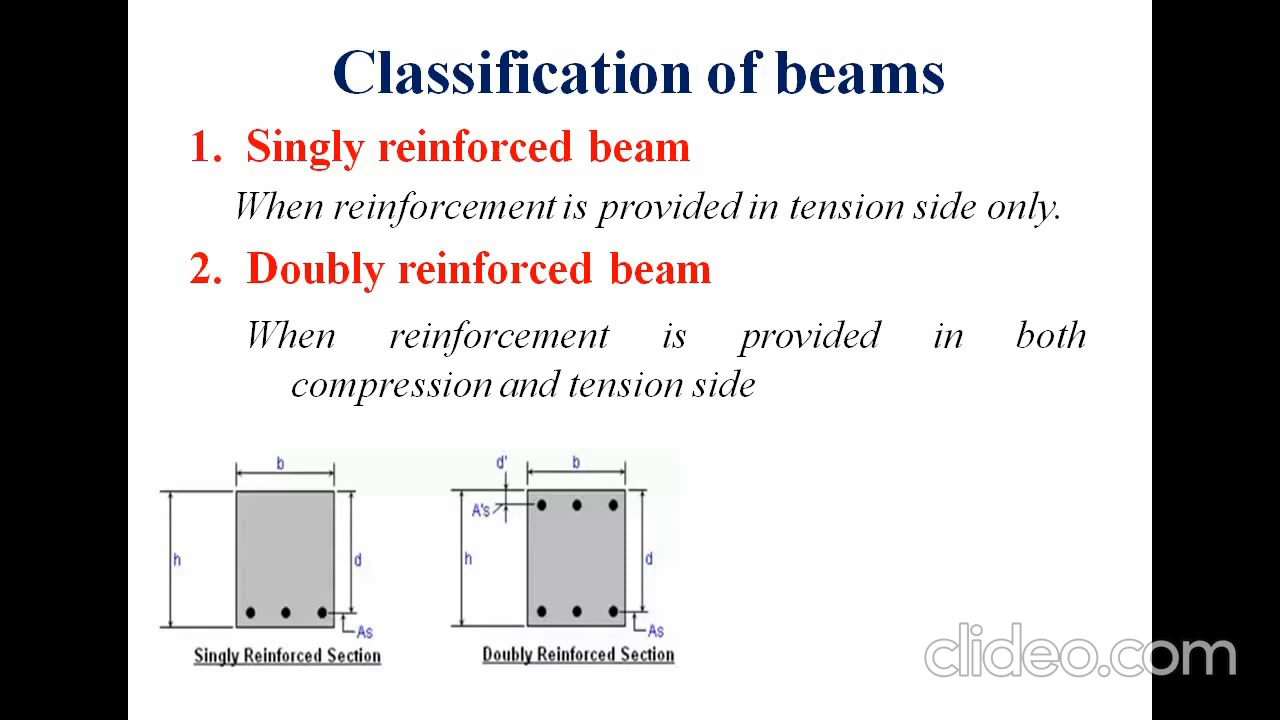 Classification of beams
1. Singly reinforced beam
When reinforcement is provided in tension side only.
2. Doubly reinforced beam
When reinforcement is provided in both
compression and tension side
b
h
d
As
Singly Reinforced Section
d'
b
A's
h
d
As
Doubly Reinforced Section
clideo.com